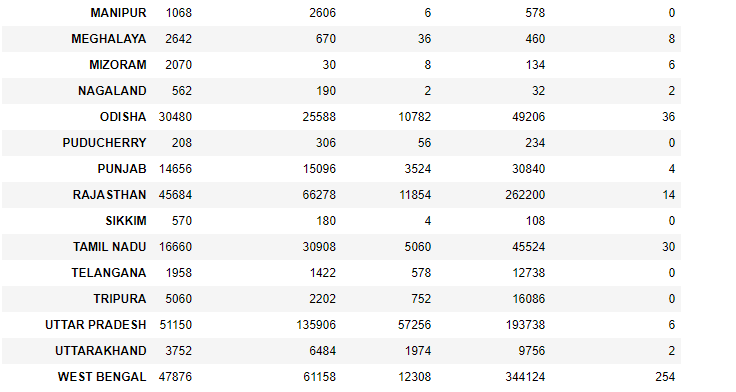 MANIPUR 1068 2606 6 578 0
MEGHALAYA 2642 670 36 460 8
MIZORAM 2070 30 8 134 6
NAGALAND 562 190 2 32 2
ODISHA 30480 25588 10782 49206 36
PUDUCHERRY 208 306 56 234 0
PUNJAB 14656 15096 3524 30840 4
RAJASTHAN 45684 66278 11854 262200 14
SIKKIM 570 180 4 108 0
TAMIL NADU 16660 30908 5060 45524 30
TELANGANA 1958 1422 578 12738 0
TRIPURA 5060 2202 752 16086 0
UTTAR PRADESH 51150 135906 57256 193738 6
UTTARAKHAND 3752 6484 1974 9756 2
WEST BENGAL 47876 61158 12308 344124 254